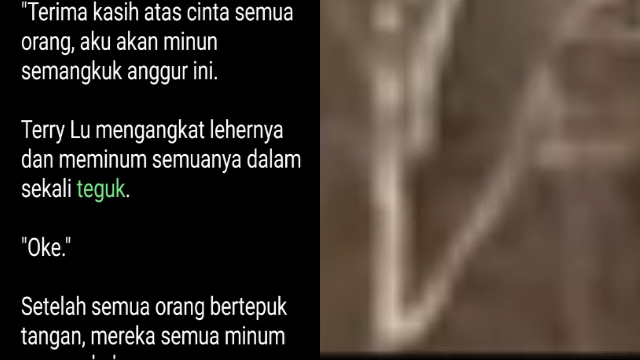 "Terima kasih atas cinta semua
orang, aku akan minun
semangkuk anggur ini.
Terry Lu mengangkat lehernya
dan meminum semuanya dalam
sekali teguk.
"Oke."
Setelah semua orang bertepuk
tangan, mereka semua minum